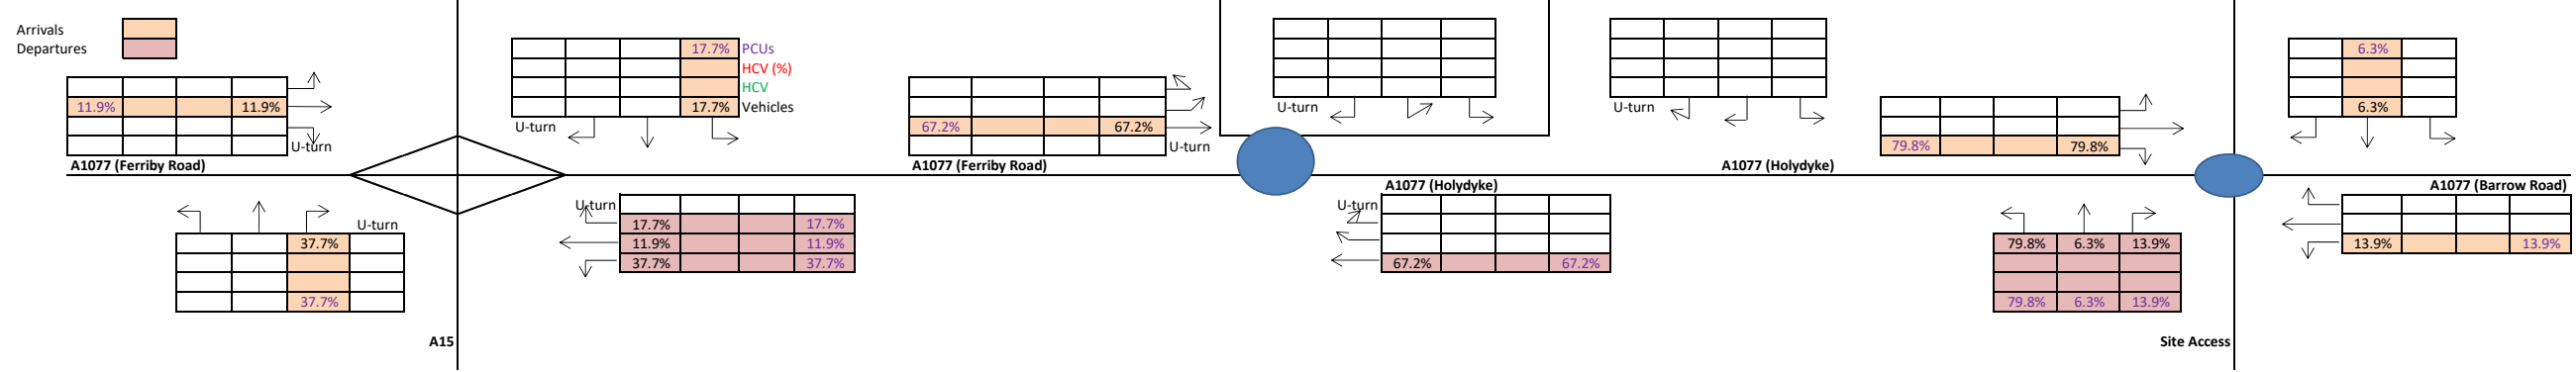 Arrivals
Departures
11.9% 11.9%
U-turn
A1077 (Ferriby Road)
17.7% PCUs
HCV (%)
HCV
17.7% Vehicles
U-turn
67.2% 67.2%
U-turn
A1077 (Ferriby Road)
U-turn
U-turn
A1077 (Holydyke)
79.8% 79.8%
6.3%
6.3%
U-turn
37.7%
37.7%
A15
U-turn
17.7% 17.7%
11.9% 11.9%
37.7% 37.7%
A1077 (Holydyke)
U-turn
67.2% 67.2%
79.8% 6.3% 13.9%
79.8% 6.3% 13.9%
Site Access
A1077 (Barrow Road)
13.9% 13.9%